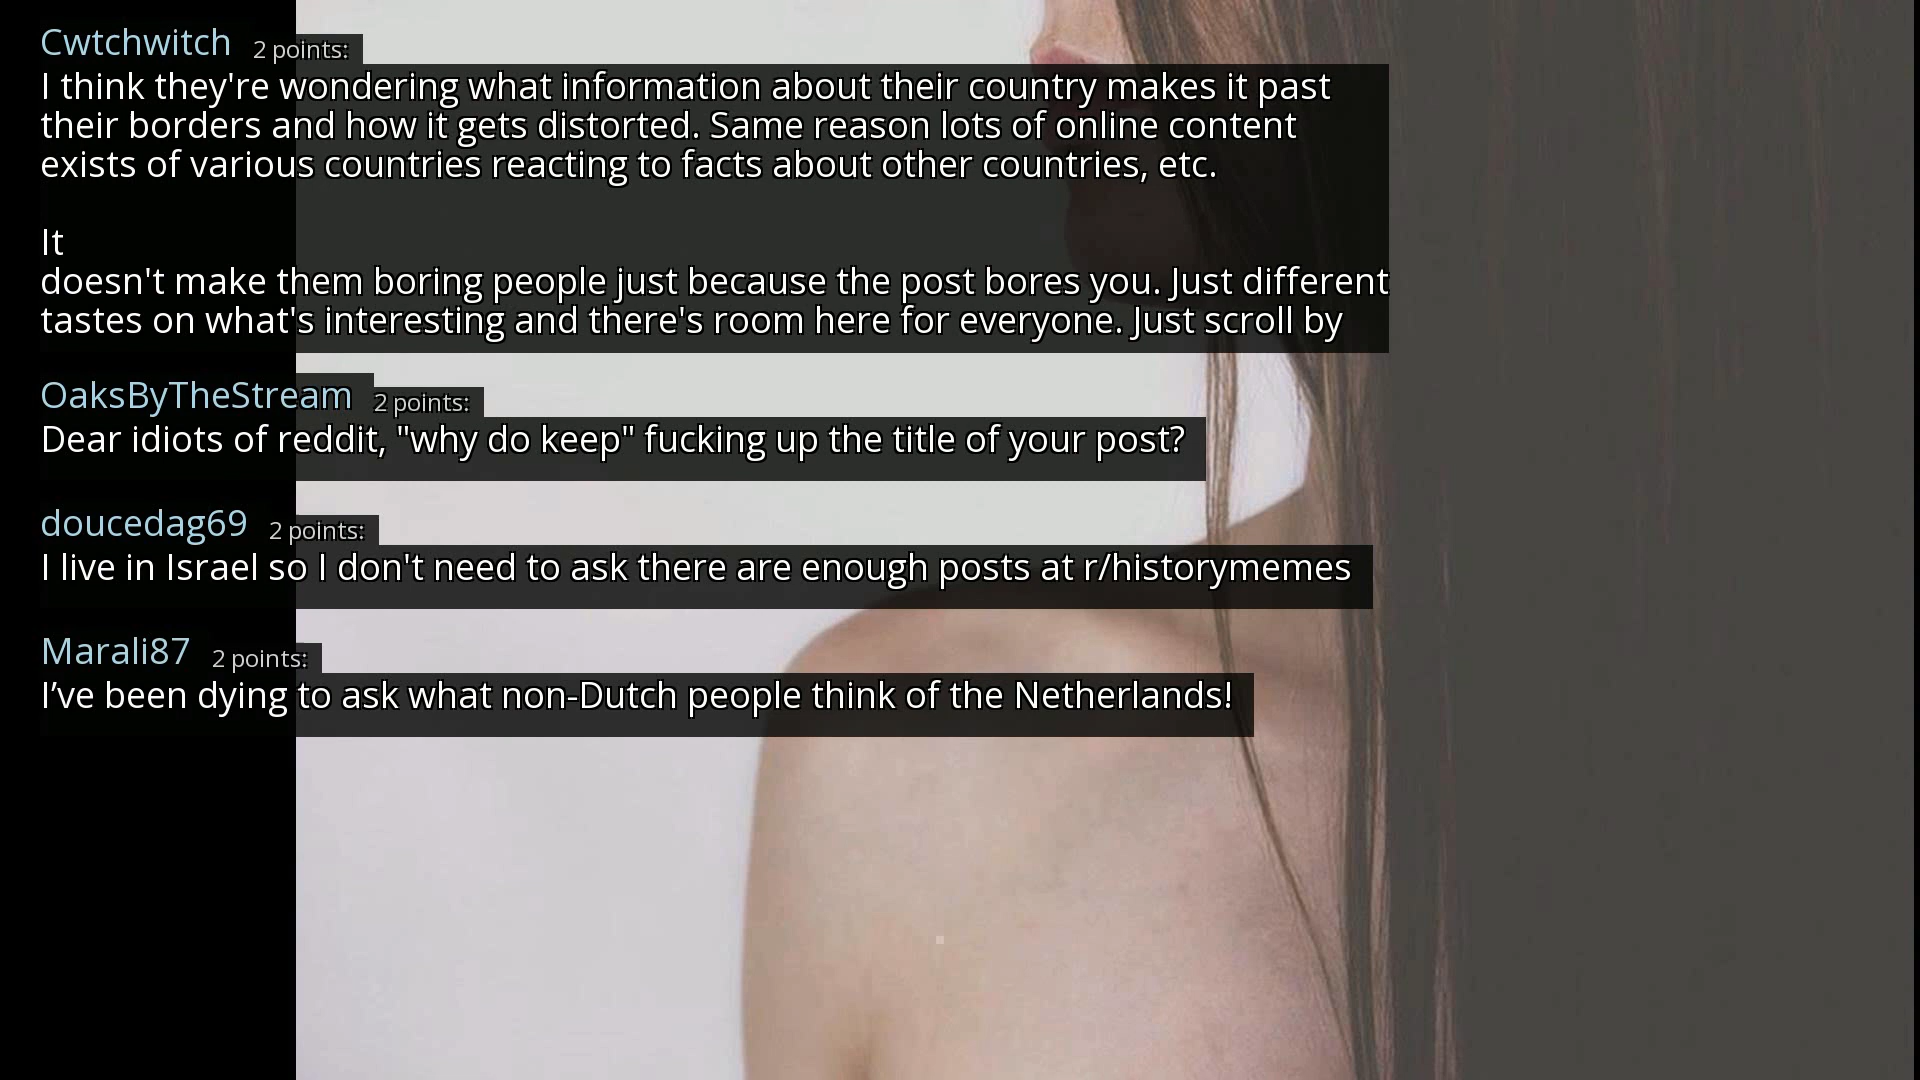 Cwtchwitch 2 points:
I think they're wondering what information about their country makes it past
their borders and how it gets distorted. Same reason lots of online content
exists of various countries reacting to facts about other countries, etc.
It
doesn't make them boring people just because the post bores you. Just different
tastes on what's interesting and there's room here for everyone. Just scroll by
OaksByTheStream 2 points:
Dear idiots of reddit, "why do keep" fucking up the title of your post?
doucedag69 2 points:
I live in Israel so I don't need to ask there are enough posts at r/historymemes
Marali87 2 points:
I’ve been dying to ask what non-Dutch people think of the Netherlands!